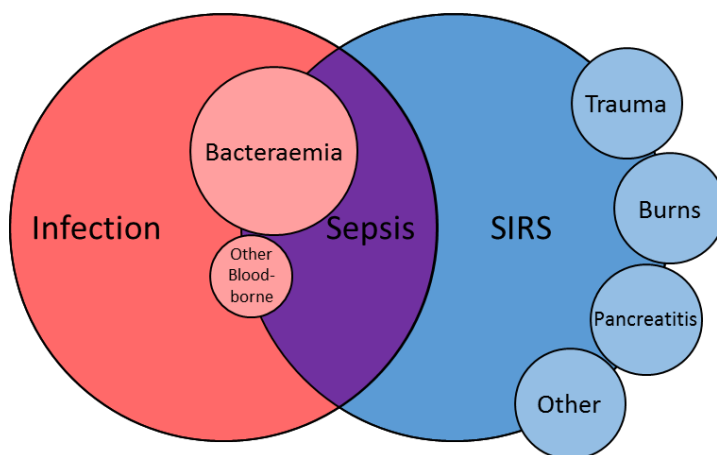 Trauma
Bacteraemia
Burns
Infection
Sepsis
SIRS
Other
Blood-
borne
Pancreatitis
Other